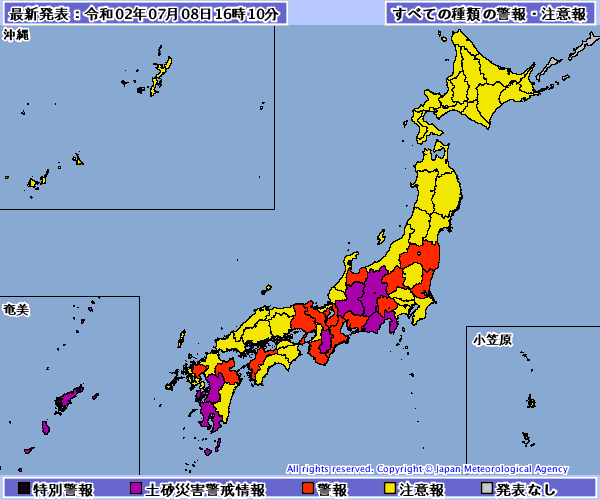 最新発表：令和02年07月08日16時10分
すべての種類の警報・注意報
沖縄
奄美
小笠原
All rights reserved. Copyright © Japan Meteorological Agency
特別警報 土砂災害警戒情報 警報 注意報 発表なし